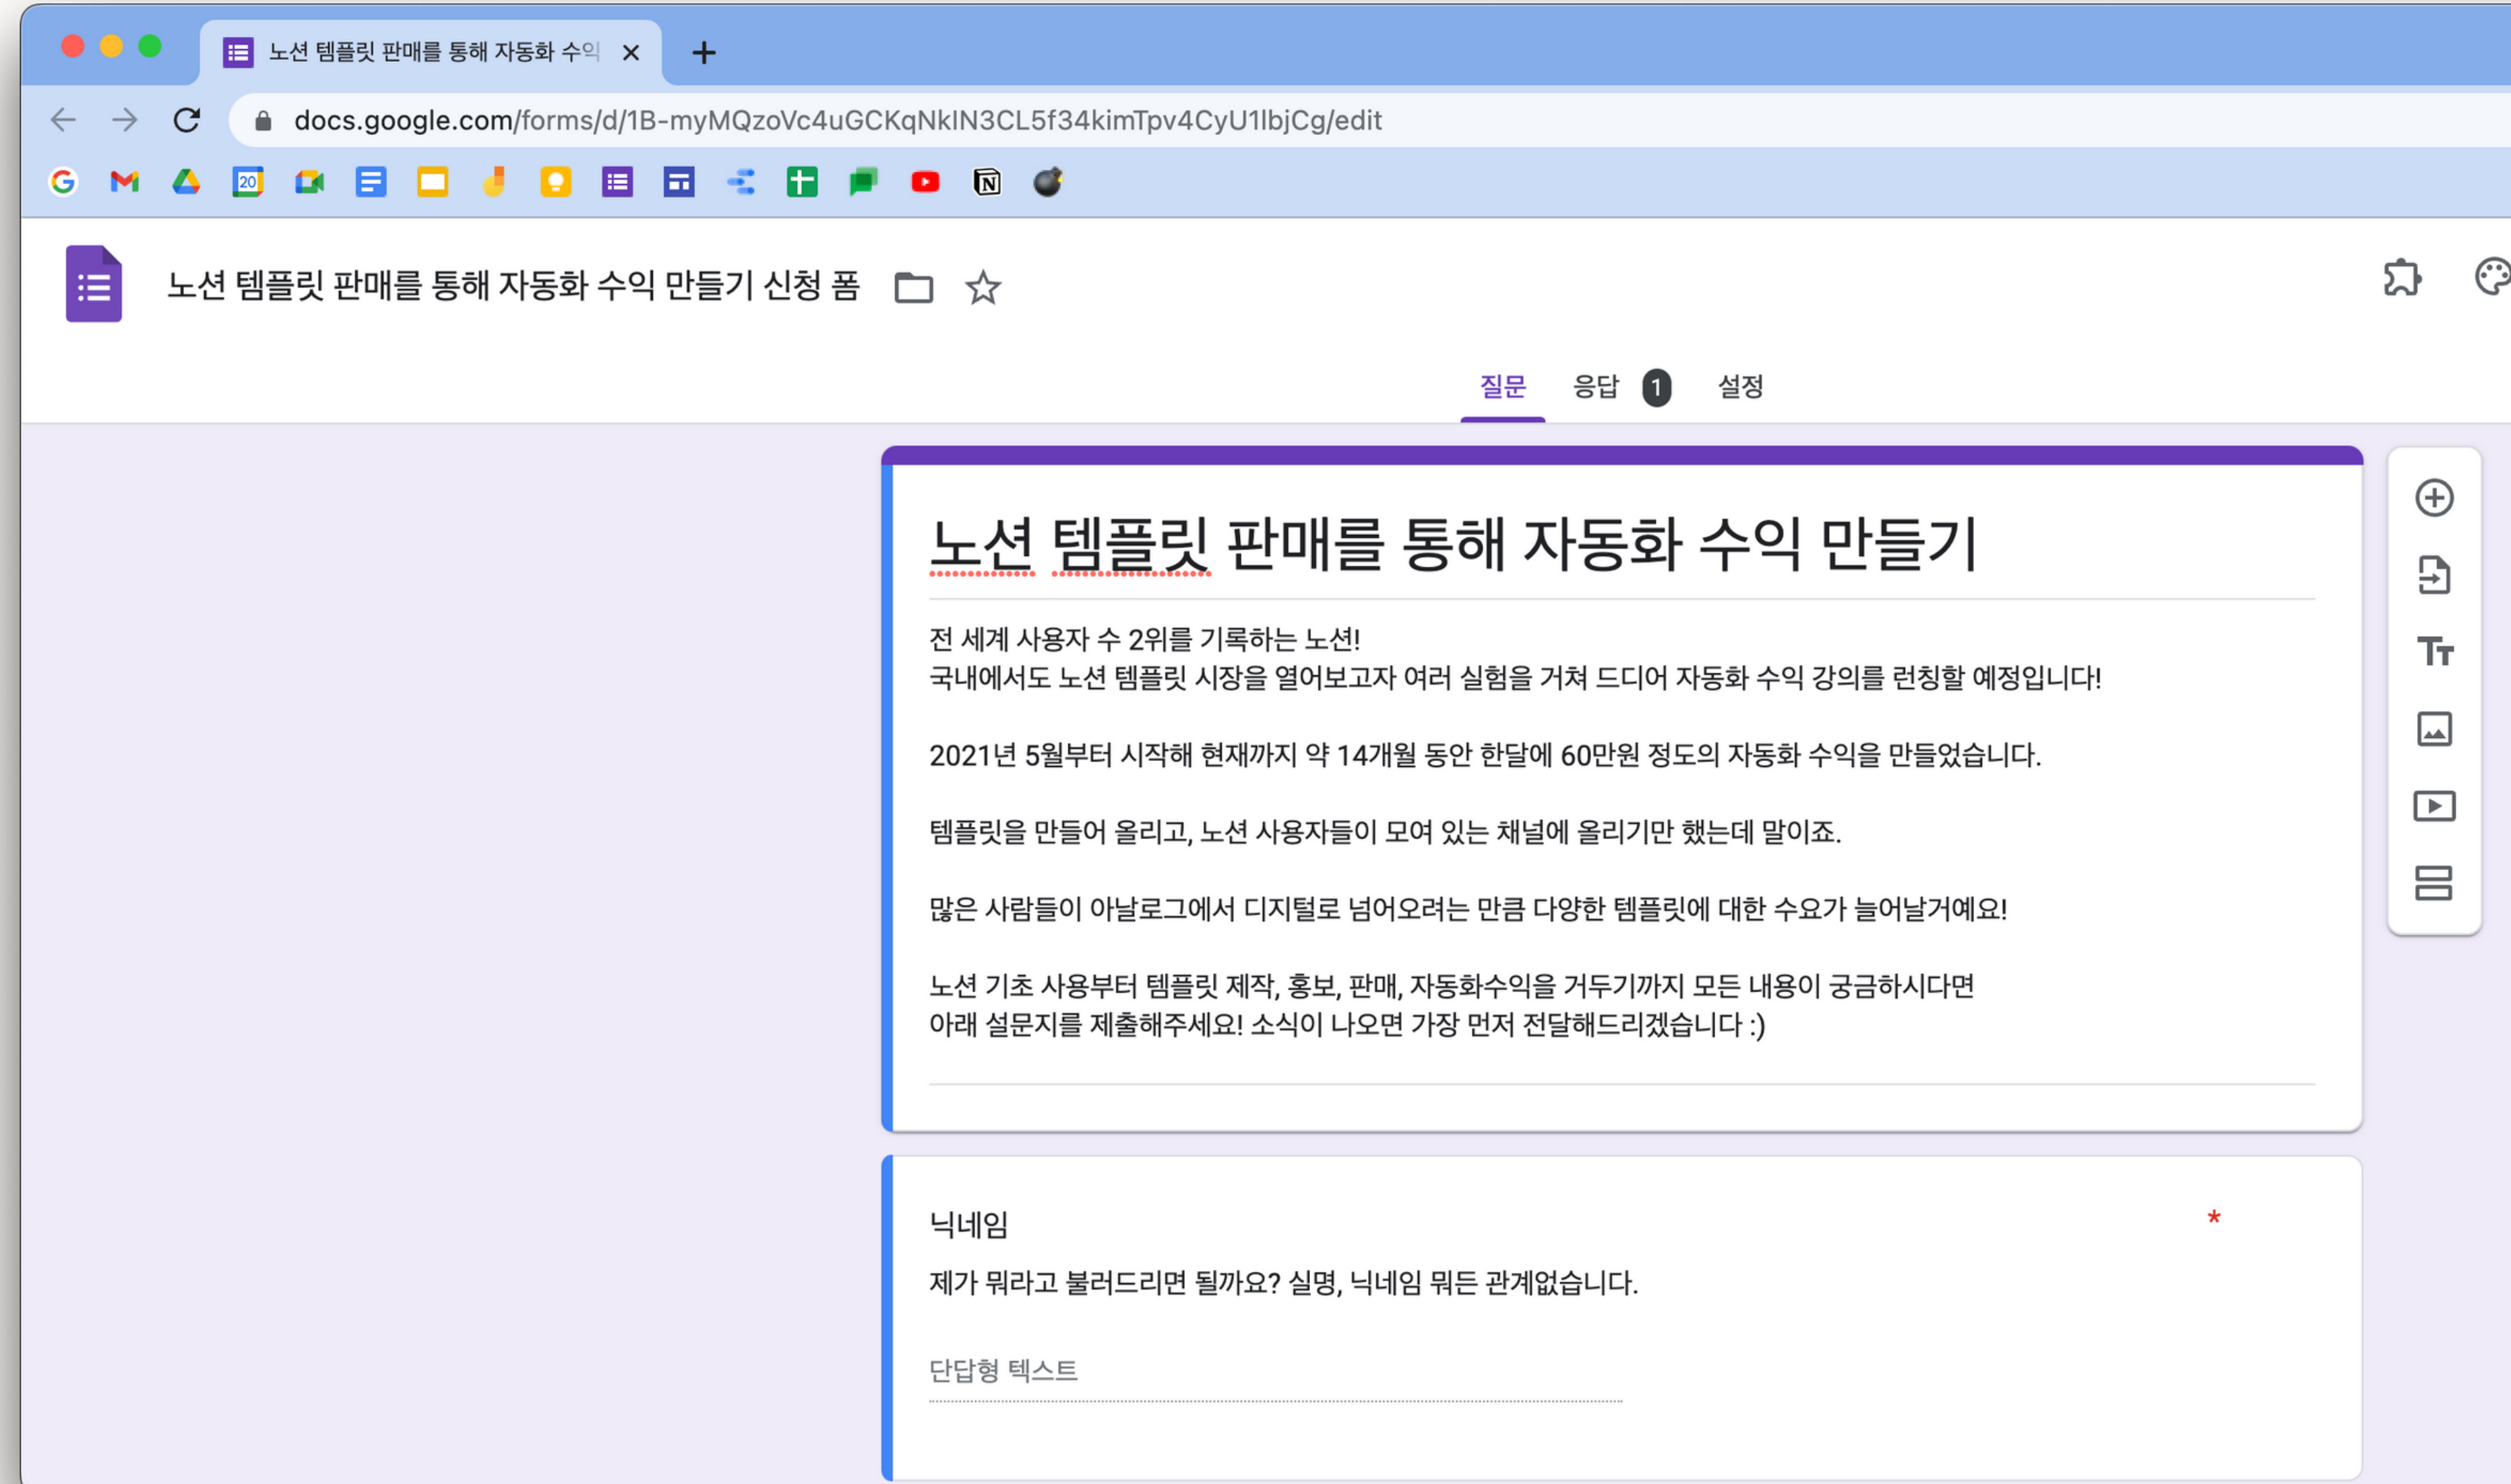 노션 템플릿 판매를 통해 자동화 수익
docs.google.com/forms/d/1B-myMQzoVc4uGCKqNkIN3CL5f34kimTpv4CyU1lbjCg/edit
20
노션 템플릿 판매를 통해 자동화 수익 만들기 신청 폼
질문 응답 1 설정
노션 템플릿 판매를 통해 자동화 수익 만들기
전 세계 사용자 수 2위를 기록하는 노션!
국내에서도 노션 템플릿 시장을 열어보고자 여러 실험을 거쳐 드디어 자동화 수익 강의를 런칭할 예정입니다!
2021년 5월부터 시작해 현재까지 약 14개월 동안 한달에 60만원 정도의 자동화 수익을 만들었습니다.
템플릿을 만들어 올리고, 노션 사용자들이 모여 있는 채널에 올리기만 했는데 말이죠.
많은 사람들이 아날로그에서 디지털로 넘어오려는 만큼 다양한 템플릿에 대한 수요가 늘어날거예요!
노션 기초 사용부터 템플릿 제작, 홍보, 판매, 자동화수익을 거두기까지 모든 내용이 궁금하시다면
아래 설문지를 제출해주세요! 소식이 나오면 가장 먼저 전달해드리겠습니다 :)
닉네임 *
제가 뭐라고 불러드리면 될까요? 실명, 닉네임 뭐든 관계없습니다.
단답형 텍스트